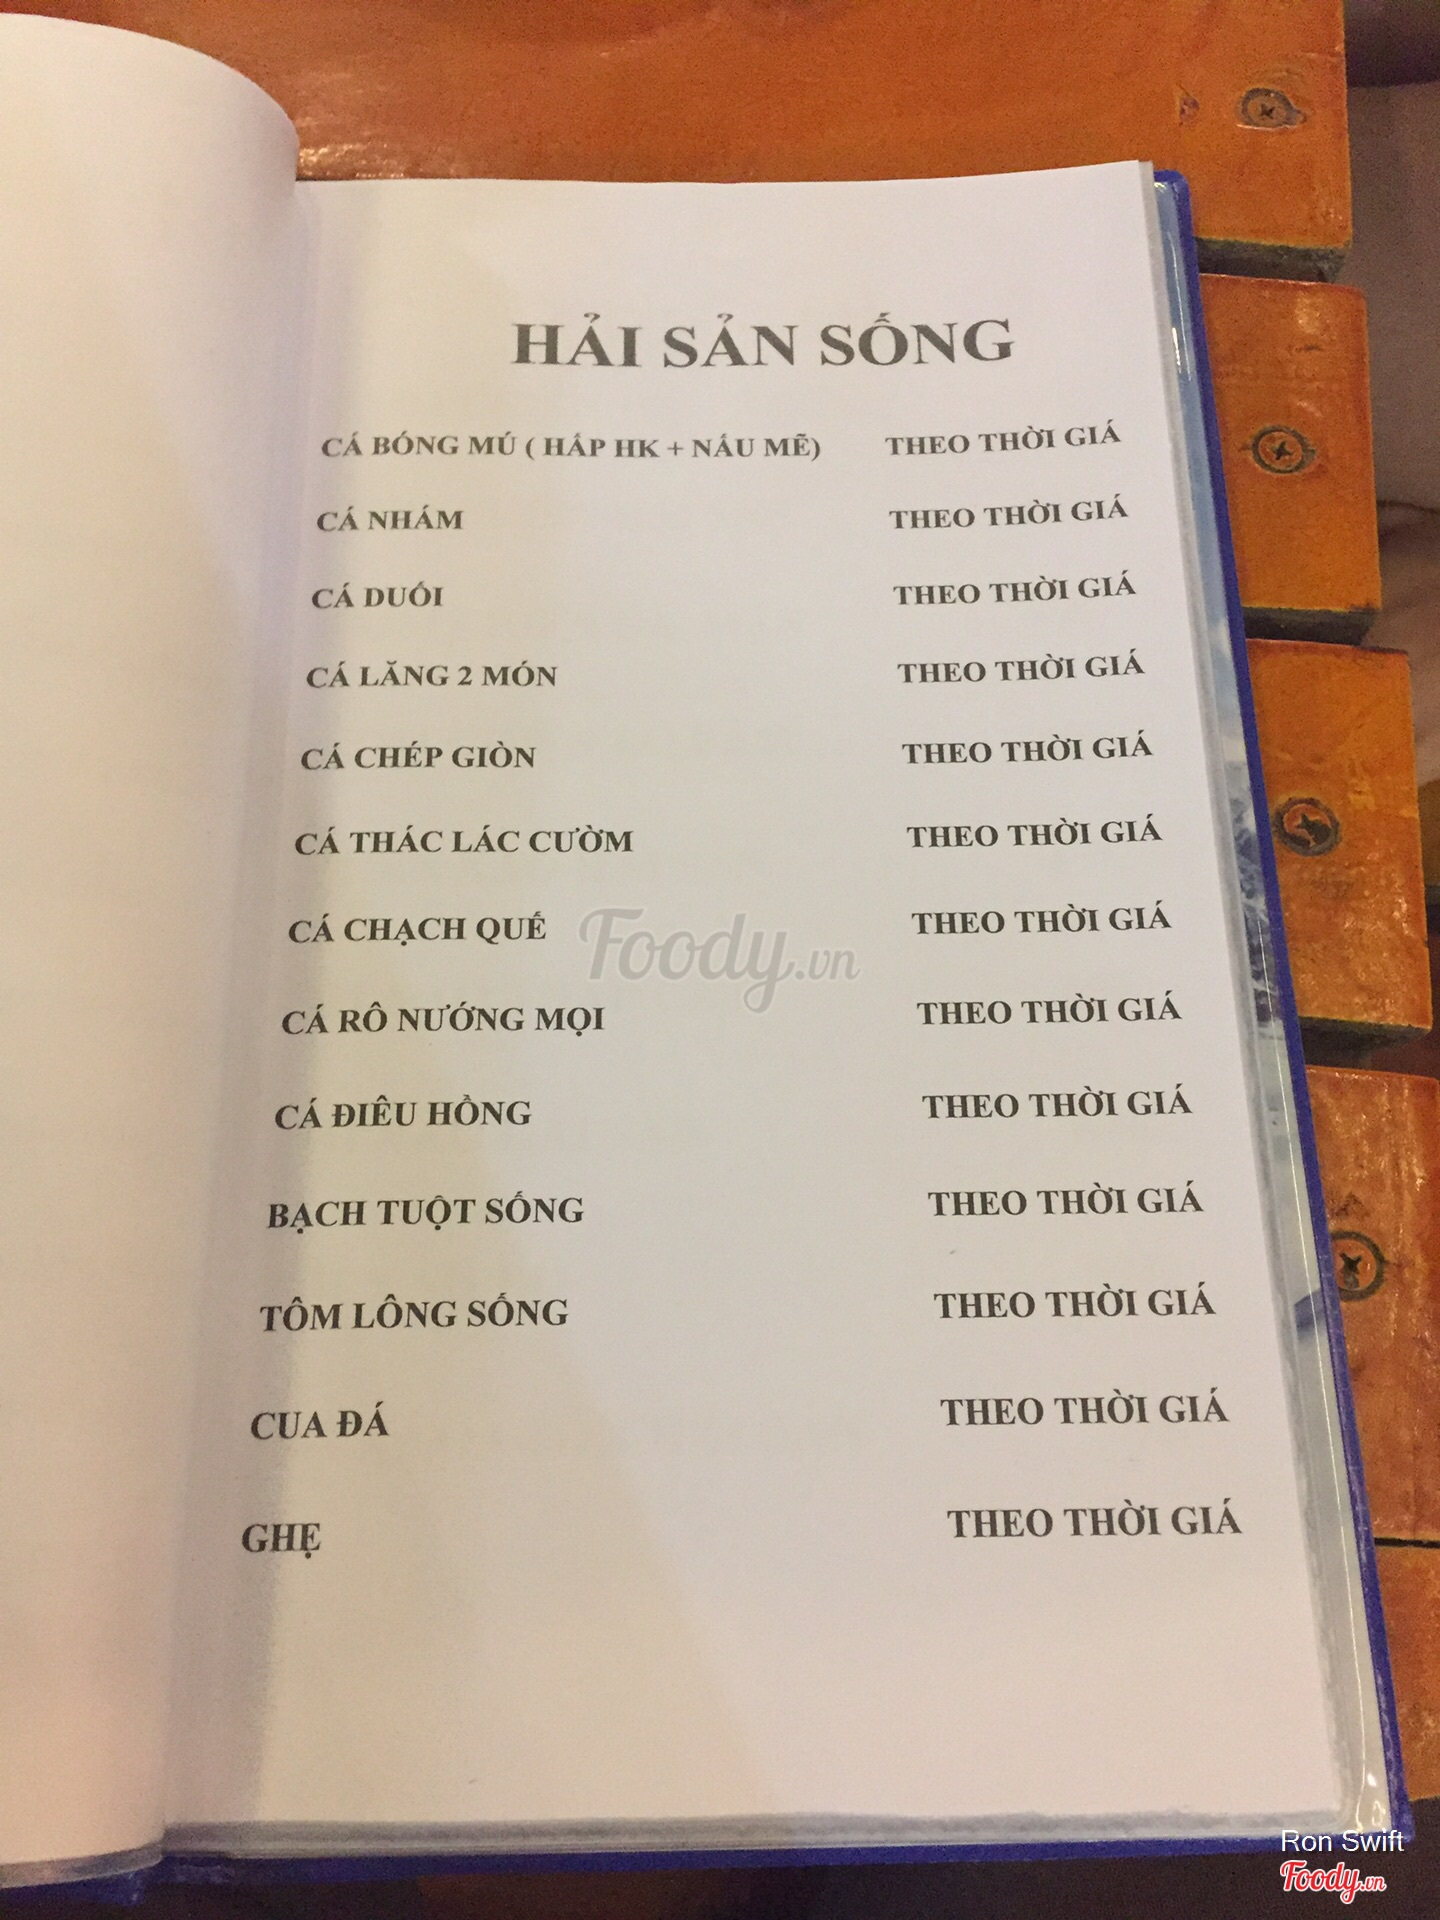 HẢI SẢN SỐNG
CÁ BÓNG MÚ ( HẤP HK + NẤU MẼ) THEO THỜI GIÁ
CÁ NHÁM THEO THỜI GIÁ
CÁ DUỐI THEO THỜI GIÁ
CÁ LĂNG 2 MÓN THEO THỜI GIÁ
CÁ CHÉP GIÒN THEO THỜI GIÁ
CÁ THÁC LÁC CƯỜM THEO THỜI GIÁ
CÁ CHẠCH QUẾ THEO THỜI GIÁ
Foody.vn
CÁ RÔ NƯỚNG MỌI THEO THỜI GIÁ
CÁ ĐIÊU HỒNG THEO THỜI GIÁ
BẠCH TUỘT SỐNG THEO THỜI GIÁ
TÔM LÔNG SỐNG THEO THỜI GIÁ
CUA ĐÁ THEO THỜI GIÁ
GHẸ THEO THỜI GIÁ
Ron Swift
Foody.vn